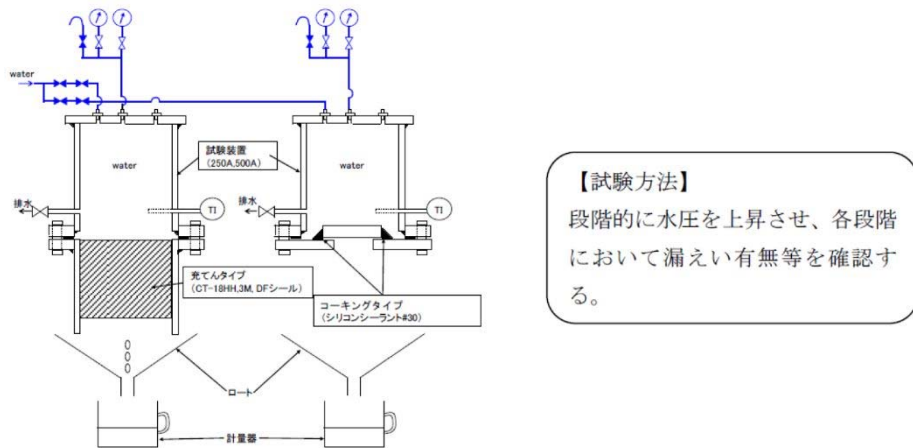 water
試験装置
(250A,500A)
water
water
排水
TI
排水
TI
充てんタイプ
(CT-18HH,3M, DFシール)
コーキングタイプ
(シリコンシーラント#30)
ロート
計量器
【試験方法】
段階的に水圧を上昇させ、各段階
において漏えい有無等を確認す
る。